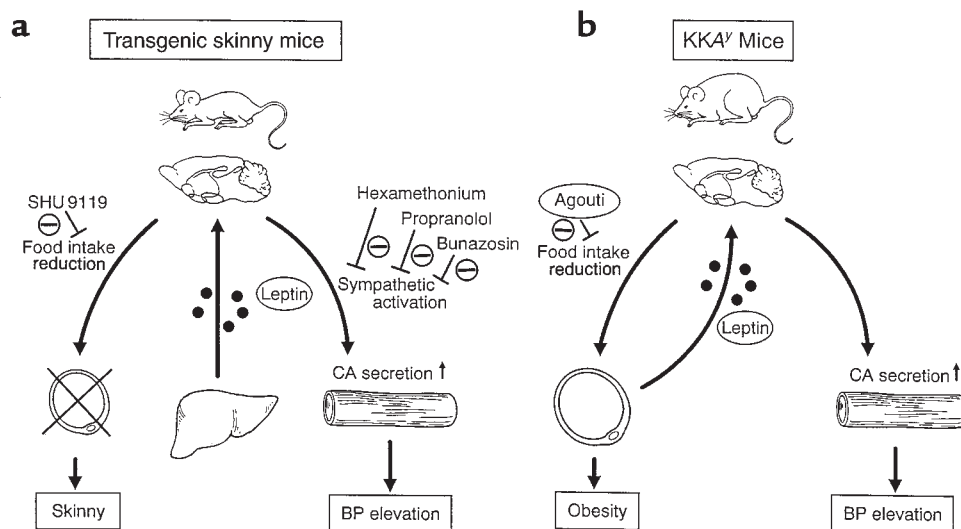 a
Transgenic skinny mice
SHU 9119
Food intake
reduction
Hexamethonium
Propranolol
Bunazosin
Sympathetic
activation
Leptin
CA secretion ↑
Skinny
BP elevation
b
KKAʸ Mice
Agouti
Food intake
reduction
Leptin
CA secretion ↑
Obesity
BP elevation